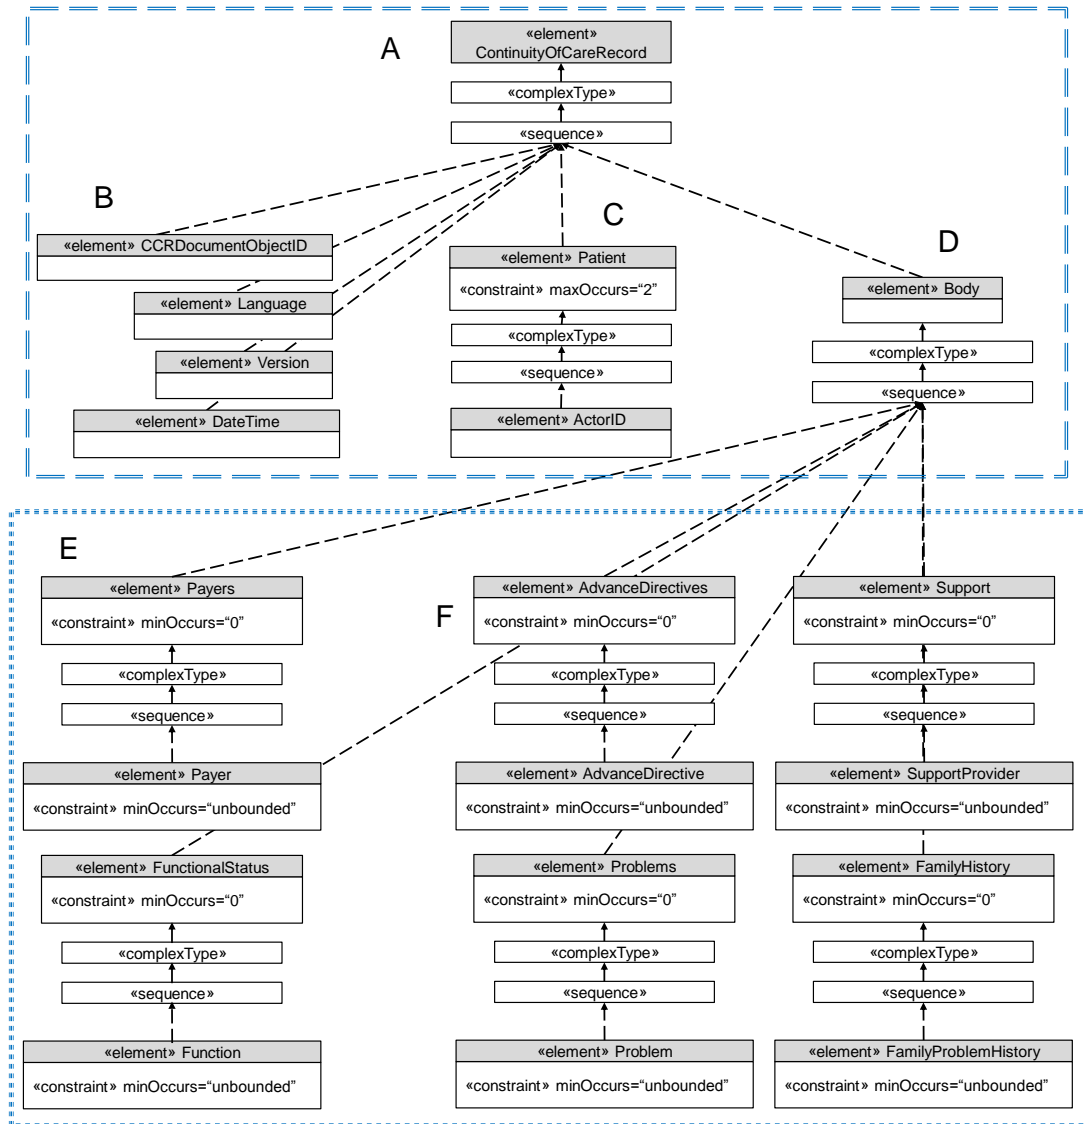 A
«element»
ContinuityOfCareRecord
«complexType»
«sequence»
B
C
D
«element» CCRDocumentObjectID
«element» Language
«element» Version
«element» DateTime
«element» Patient
«constraint» maxOccurs=“2”
«complexType»
«sequence»
«element» ActorID
«element» Body
«complexType»
«sequence»
E
F
«element» Payers
«constraint» minOccurs=“0”
«complexType»
«sequence»
«element» Payer
«constraint» minOccurs=“unbounded”
«element» AdvanceDirectives
«constraint» minOccurs=“0”
«complexType»
«sequence»
«element» AdvanceDirective
«constraint» minOccurs=“unbounded”
«element» Support
«constraint» minOccurs=“0”
«complexType»
«sequence»
«element» SupportProvider
«constraint» minOccurs=“unbounded”
«element» FunctionalStatus
«constraint» minOccurs=“0”
«complexType»
«sequence»
«element» Function
«constraint» minOccurs=“unbounded”
«element» Problems
«constraint» minOccurs=“0”
«complexType»
«sequence»
«element» Problem
«constraint» minOccurs=“unbounded”
«element» FamilyHistory
«constraint» minOccurs=“0”
«complexType»
«sequence»
«element» FamilyProblemHistory
«constraint» minOccurs=“unbounded”